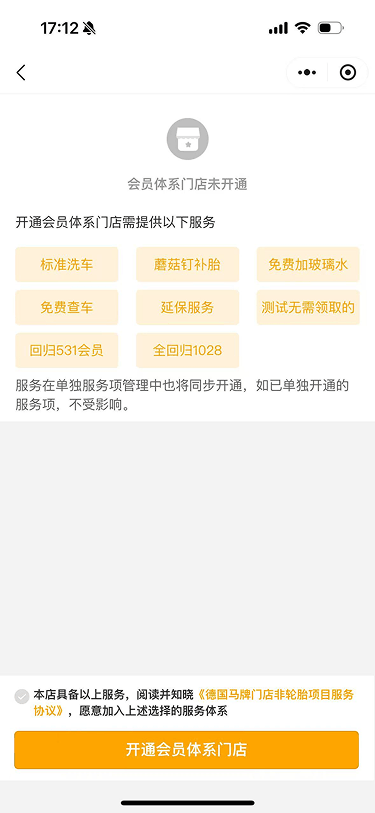 17:12
会员体系门店未开通
开通会员体系门店需提供以下服务
标准洗车 蘑菇钉补胎 免费加玻璃水
免费查车 延保服务 测试无需领取的
回归531会员 全回归1028
服务在单独服务项管理中也将同步开通，如已单独开通的
服务项，不受影响。
本店具备以上服务，阅读并知晓《德国马牌门店非轮胎项目服务
协议》，愿意加入上述选择的服务体系
开通会员体系门店